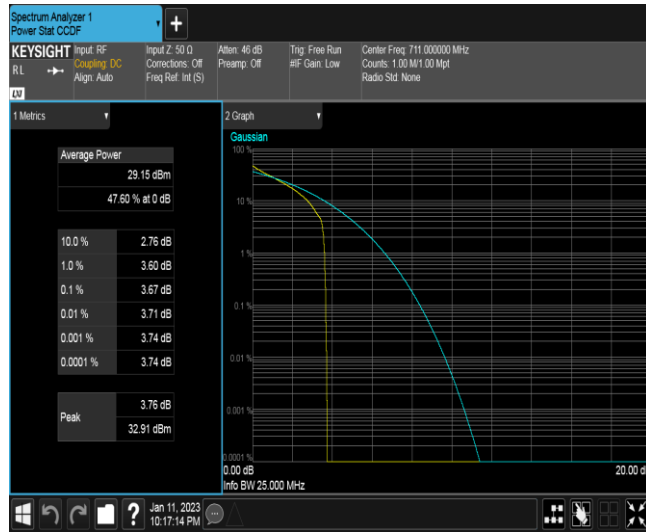 Spectrum Analyzer 1
Power Stat CCDF
+
KEYSIGHT
RL
LXI
Input: RF
Coupling: DC
Align: Auto
Input Z: 50 Ω
Corrections: Off
Freq Ref: Int (S)
Atten: 46 dB
Preamp: Off
Trig: Free Run
#IF Gain: Low
Center Freq: 711.000000 MHz
Counts: 1.00 M/1.00 Mpt
Radio Std: None
1 Metrics
Average Power
29.15 dBm
47.60 % at 0 dB
10.0 % 2.76 dB
1.0 % 3.60 dB
0.1 % 3.67 dB
0.01 % 3.71 dB
0.001 % 3.74 dB
0.0001 % 3.74 dB
Peak 3.76 dB
32.91 dBm
2 Graph
Gaussian
100 %
10 %
1 %
0.1 %
0.01 %
0.001 %
0.0001 %
0.00 dB
20.00 d
Info BW 25.000 MHz
?
Jan 11, 2023
10:17:14 PM